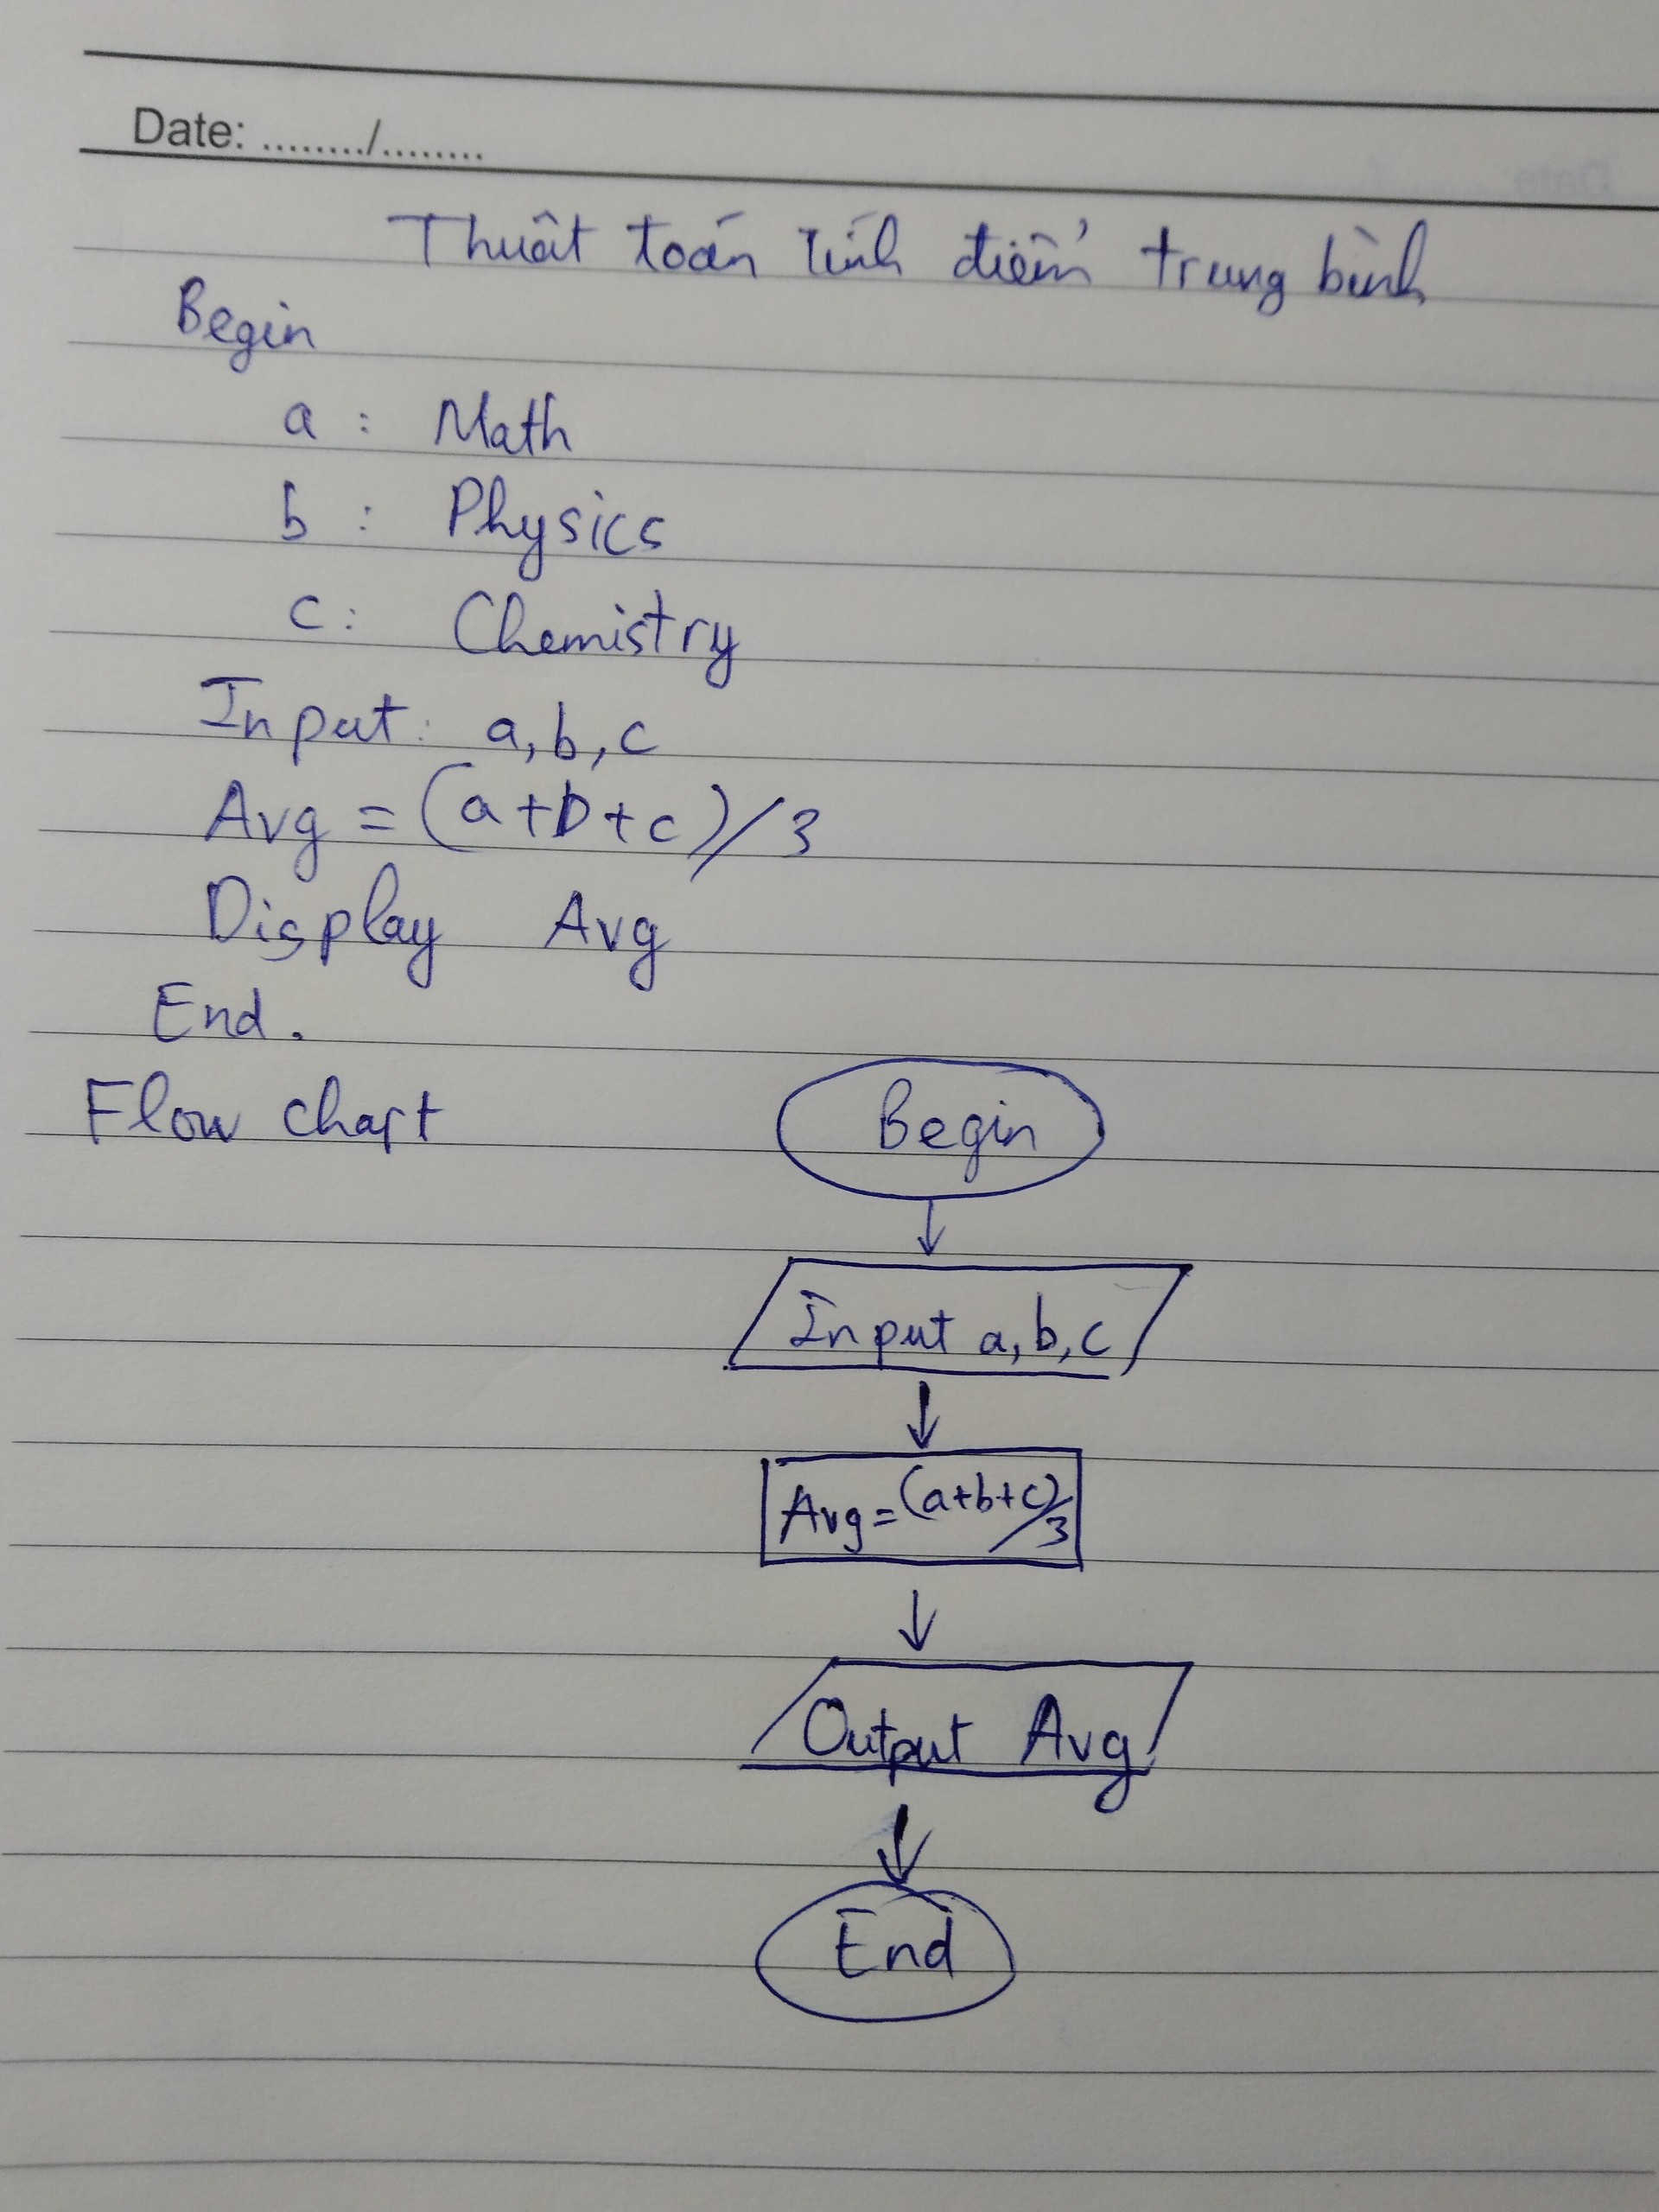 Date: ......../........
Thuật toán tính điểm trung bình
Begin
a : Math
b : Physics
c : Chemistry
Input : a, b, c
Avg = (a+b+c)/3
Display Avg
End.
Flow chart
Begin
Input a, b, c
Avg = (a+b+c)/3
Output Avg
End